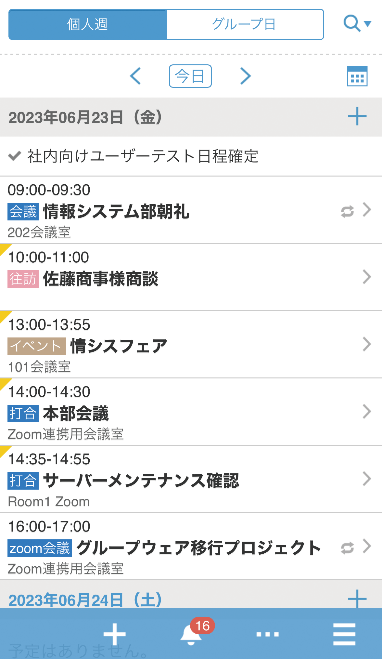 個人週 グループ日
今日
2023年06月23日（金）
社内向けユーザーテスト日程確定
09:00-09:30
会議 情報システム部朝礼
202会議室
10:00-11:00
往訪 佐藤商事様商談
13:00-13:55
イベント 情シスフェア
101会議室
14:00-14:30
打合 本部会議
Zoom連携用会議室
14:35-14:55
打合 サーバーメンテナンス確認
Room1 Zoom
16:00-17:00
zoom会議 グループウェア移行プロジェクト
Zoom連携用会議室
2023年06月24日（土）
16
予定はありません。